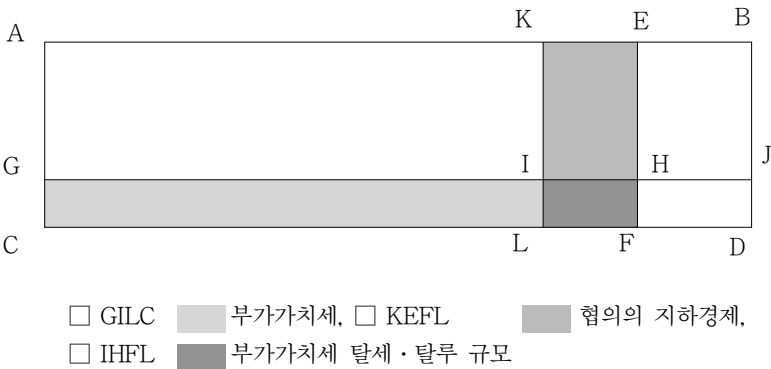 A K E B
G I H J
C L F D
□ GILC 부가가치세, □ KEFL 협의의 지하경제,
□ IHFL 부가가치세 탈세·탈루 규모